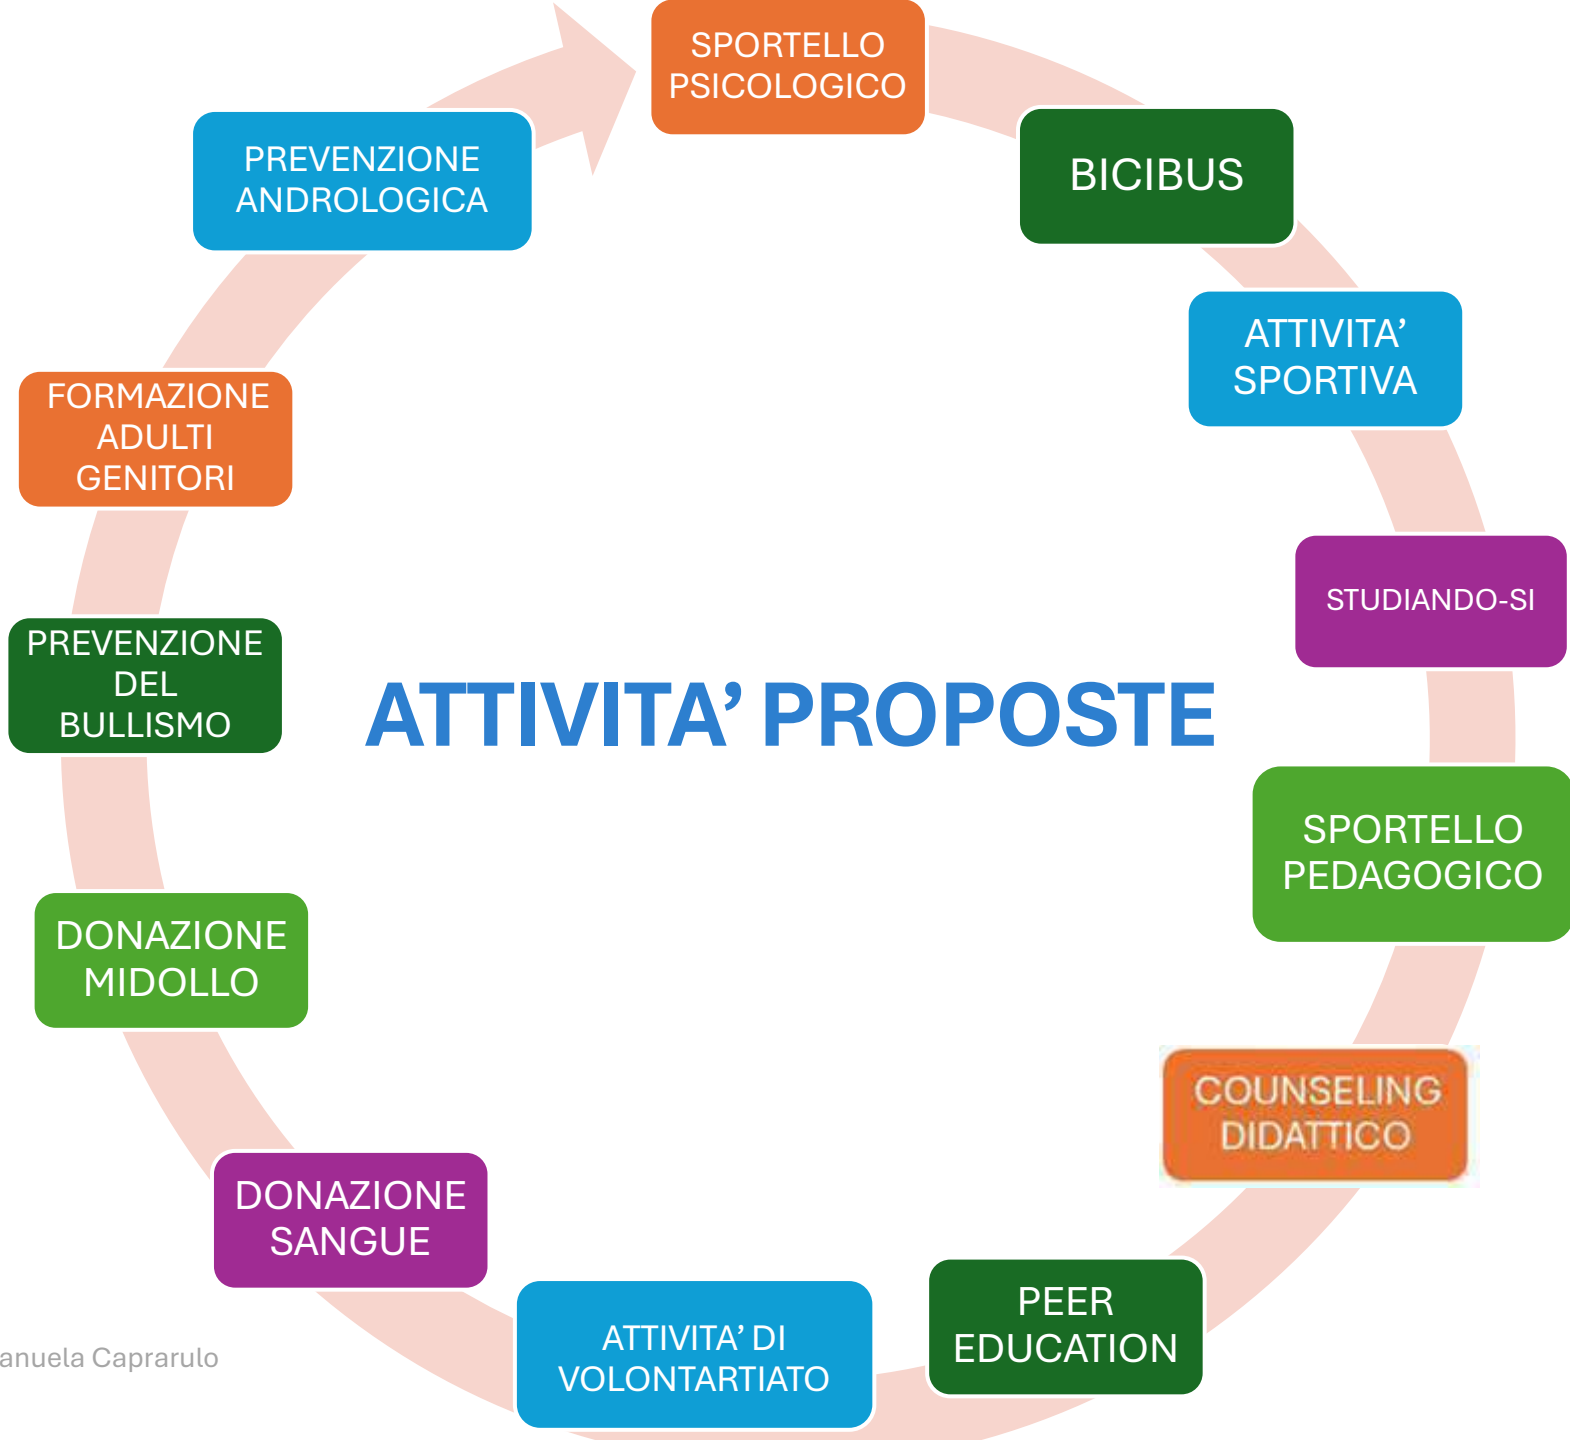 SPORTELLO
PSICOLOGICO
BICIBUS
ATTIVITA’
SPORTIVA
STUDIANDO-SI
SPORTELLO
PEDAGOGICO
COUNSELING
DIDATTICO
PEER
EDUCATION
ATTIVITA’ DI
VOLONTARTIATO
DONAZIONE
SANGUE
DONAZIONE
MIDOLLO
PREVENZIONE
DEL
BULLISMO
FORMAZIONE
ADULTI
GENITORI
PREVENZIONE
ANDROLOGICA
ATTIVITA’ PROPOSTE
anuela Caprarulo